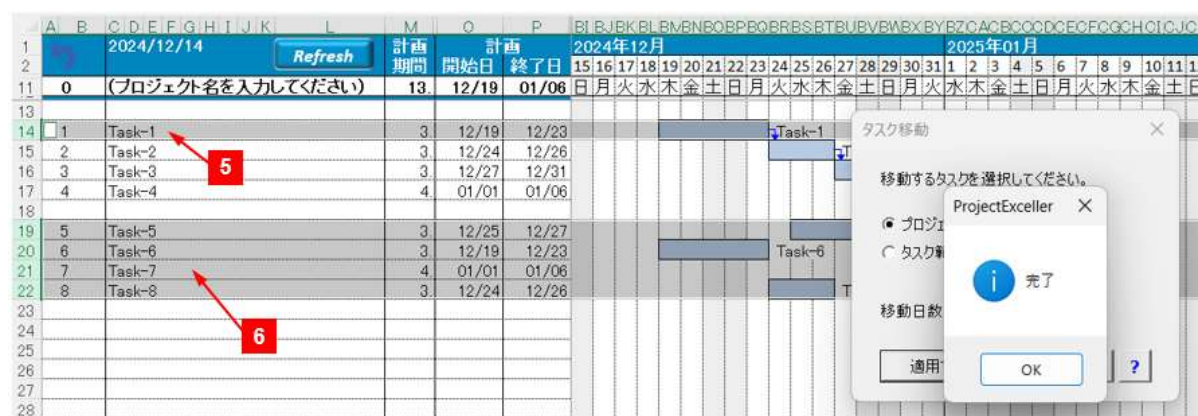 A B C D E F G H I J K L M O P BI BJ BK BL BM BN BO BP BQ BR BS BT BU BV BW BX BY BZ CA CB CC CD CE CF CG CH CI CJ
1 2024/12/14 Refresh 計画 計画 2024年12月 2025年01月
2 期間 開始日 終了日 15 16 17 18 19 20 21 22 23 24 25 26 27 28 29 30 31 1 2 3 4 5 6 7 8 9 10 11
11 0 (プロジェクト名を入力してください) 13. 12/19 01/06 日 月 火 水 木 金 土 日 月 火 水 木 金 土 日 月 火 水 木 金 土 日 月 火 水 木 金 土
13
14 1 Task-1 3. 12/19 12/23 Task-1
15 2 Task-2 3. 12/24 12/26
16 3 Task-3 3. 12/27 12/31
17 4 Task-4 4. 01/01 01/06
18
19 5 Task-5 3. 12/25 12/27
20 6 Task-6 3. 12/19 12/23 Task-6
21 7 Task-7 4. 01/01 01/06
22 8 Task-8 3. 12/24 12/26 T
23
24
25
26
27
28
5
6
タスク移動
移動するタスクを選択してください。
プロジェ
タスク
移動日数
適用
?
ProjectExceller
完了
OK